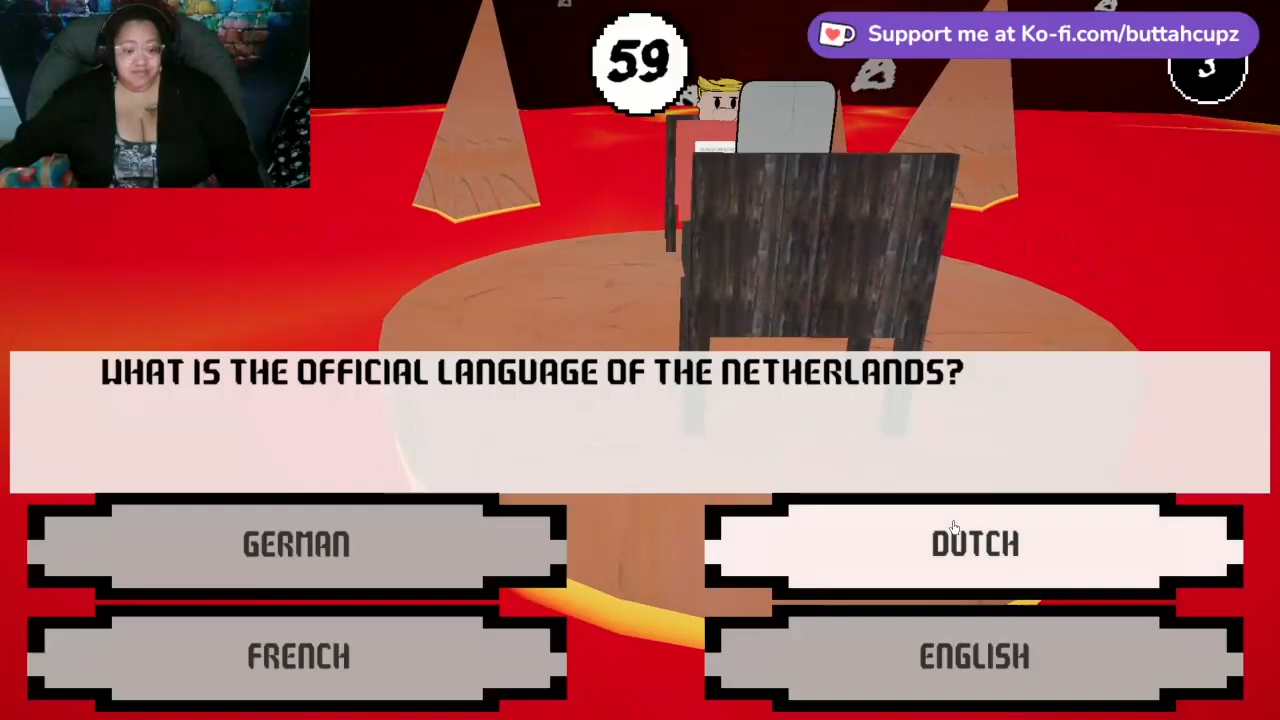 59
Support me at Ko-fi.com/buttahcupz
3
WHAT IS THE OFFICIAL LANGUAGE OF THE NETHERLANDS?
GERMAN
DUTCH
FRENCH
ENGLISH